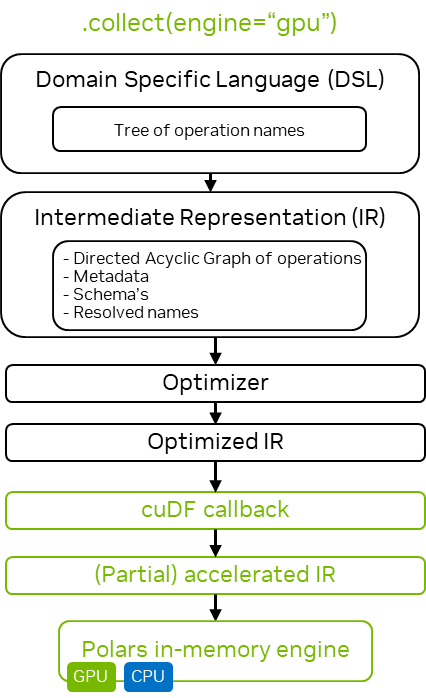 .collect(engine=“gpu”)
Domain Specific Language (DSL)
Tree of operation names
Intermediate Representation (IR)
- Directed Acyclic Graph of operations
- Metadata
- Schema’s
- Resolved names
Optimizer
Optimized IR
cuDF callback
(Partial) accelerated IR
Polars in-memory engine
GPU CPU